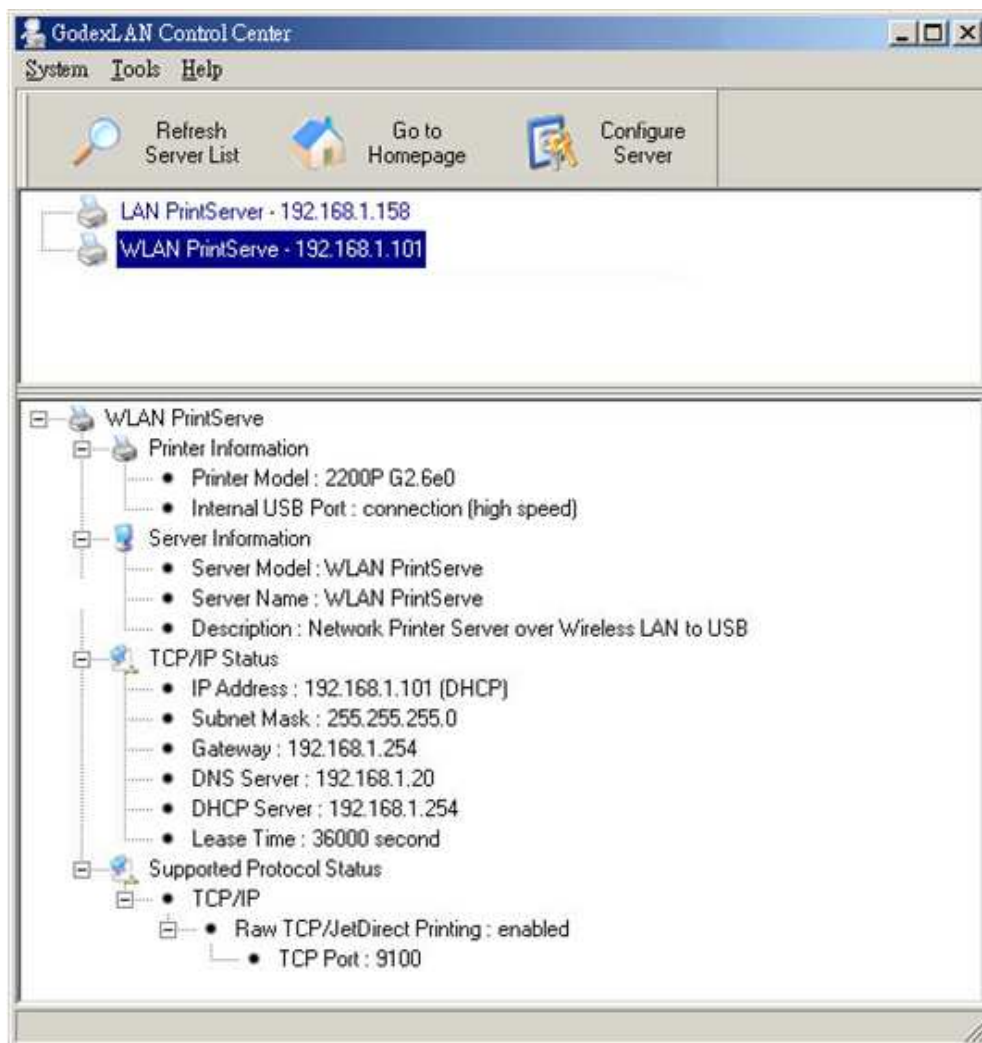 GodexLAN Control Center
System Tools Help
Refresh Server List
Go to Homepage
Configure Server
LAN PrintServer - 192.168.1.158
WLAN PrintServe - 192.168.1.101
WLAN PrintServe
Printer Information
Printer Model : 2200P G2.6e0
Internal USB Port : connection (high speed)
Server Information
Server Model : WLAN PrintServe
Server Name : WLAN PrintServe
Description : Network Printer Server over Wireless LAN to USB
TCP/IP Status
IP Address : 192.168.1.101 (DHCP)
Subnet Mask : 255.255.255.0
Gateway : 192.168.1.254
DNS Server : 192.168.1.20
DHCP Server : 192.168.1.254
Lease Time : 36000 second
Supported Protocol Status
TCP/IP
Raw TCP/JetDirect Printing : enabled
TCP Port : 9100